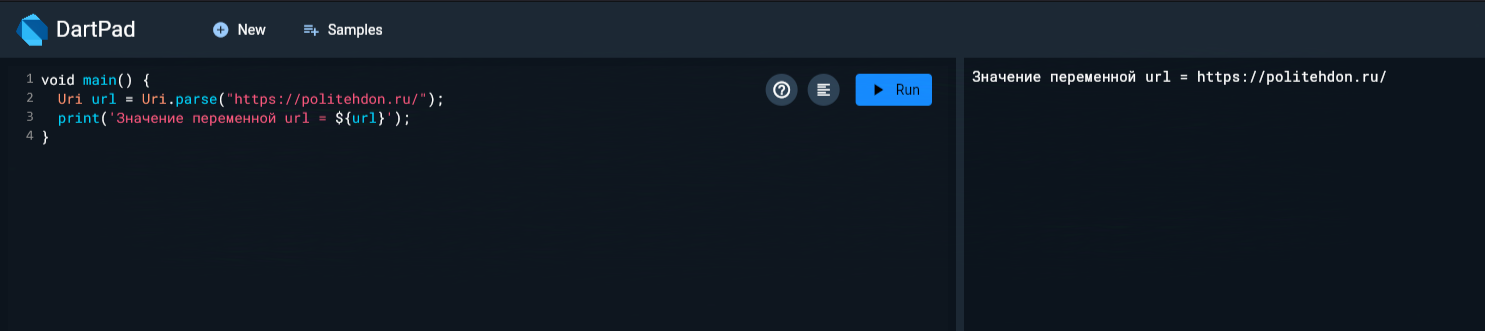 DartPad New Samples
1 void main() {
2 Uri url = Uri.parse("https://politehdon.ru/");
3 print('Значение переменной url = ${url}');
4 }
Run
Значение переменной url = https://politehdon.ru/